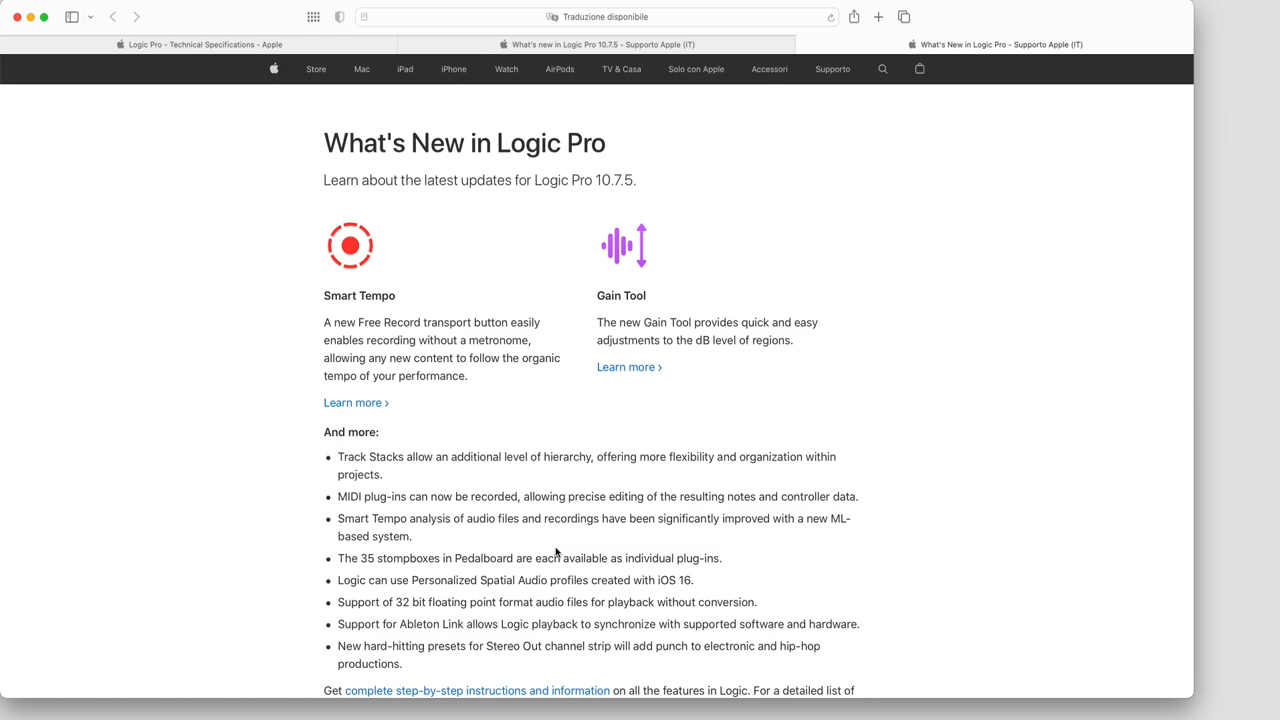 Traduzione disponibile
Logic Pro - Technical Specifications - Apple
What's new in Logic Pro 10.7.5 - Supporto Apple (IT)
What's New in Logic Pro - Supporto Apple (IT)
Store Mac iPad iPhone Watch AirPods TV & Casa Solo con Apple Accessori Supporto
What's New in Logic Pro
Learn about the latest updates for Logic Pro 10.7.5.
Smart Tempo
A new Free Record transport button easily
enables recording without a metronome,
allowing any new content to follow the organic
tempo of your performance.
Learn more ›
Gain Tool
The new Gain Tool provides quick and easy
adjustments to the dB level of regions.
Learn more ›
And more:
• Track Stacks allow an additional level of hierarchy, offering more flexibility and organization within
projects.
• MIDI plug-ins can now be recorded, allowing precise editing of the resulting notes and controller data.
• Smart Tempo analysis of audio files and recordings have been significantly improved with a new ML-
based system.
• The 35 stompboxes in Pedalboard are each available as individual plug-ins.
• Logic can use Personalized Spatial Audio profiles created with iOS 16.
• Support of 32 bit floating point format audio files for playback without conversion.
• Support for Ableton Link allows Logic playback to synchronize with supported software and hardware.
• New hard-hitting presets for Stereo Out channel strip will add punch to electronic and hip-hop
productions.
Get complete step-by-step instructions and information on all the features in Logic. For a detailed list of